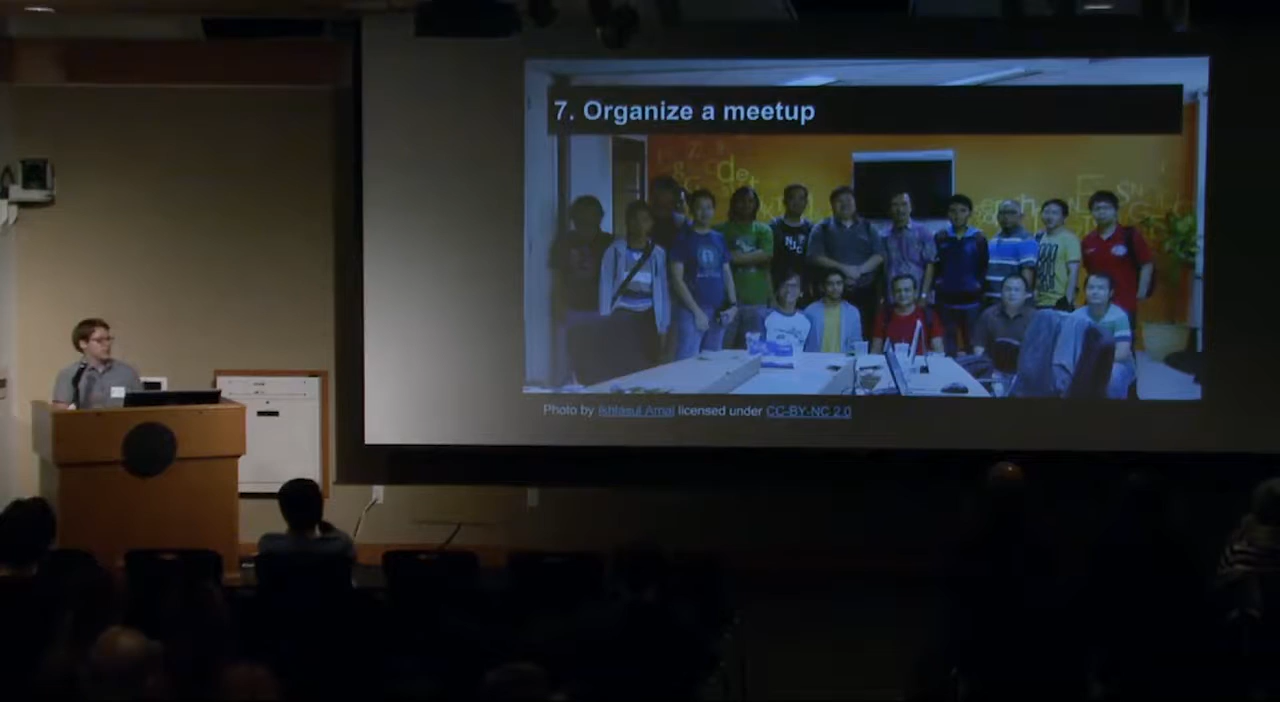 7. Organize a meetup
Photo by Ikhlasul Amal licensed under CC-BY-NC 2.0